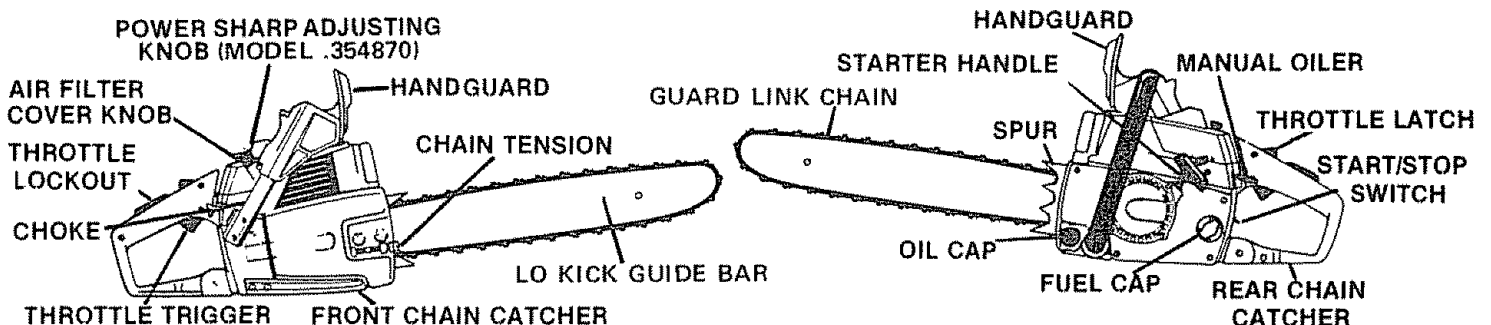 POWER SHARP ADJUSTING
KNOB (MODEL .354870)
AIR FILTER
COVER KNOB
HANDGUARD
THROTTLE
LOCKOUT
CHAIN TENSION
CHOKE
LO KICK GUIDE BAR
THROTTLE TRIGGER
FRONT CHAIN CATCHER
HANDGUARD
STARTER HANDLE
MANUAL OILER
GUARD LINK CHAIN
SPUR
THROTTLE LATCH
START/STOP
SWITCH
OIL CAP
FUEL CAP
REAR CHAIN
CATCHER